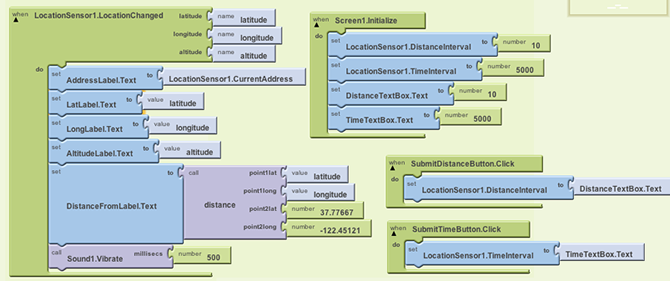 when LocationSensor1.LocationChanged latitude name latitude
longitude name longitude
altitude name altitude
do
set AddressLabel.Text to LocationSensor1.CurrentAddress
set LatLabel.Text to value latitude
set LongLabel.Text to value longitude
set AltitudeLabel.Text to value altitude
set DistanceFromLabel.Text to call distance point1lat value latitude
point1long value longitude
point2lat number 37.77667
point2long number -122.45121
call Sound1.Vibrate millisecs number 500
when Screen1.Initialize
do
set LocationSensor1.DistanceInterval to number 10
set LocationSensor1.TimeInterval to number 5000
set DistanceTextBox.Text to number 10
set TimeTextBox.Text to number 5000
when SubmitDistanceButton.Click
do
set LocationSensor1.DistanceInterval to DistanceTextBox.Text
when SubmitTimeButton.Click
do
set LocationSensor1.TimeInterval to TimeTextBox.Text